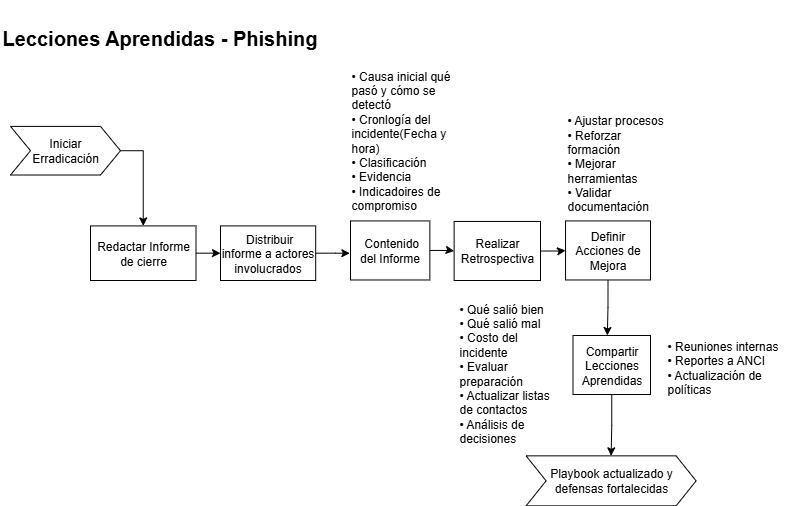 Lecciones Aprendidas - Phishing
Iniciar
Erradicación
Redactar Informe
de cierre
Distribuir
informe a actores
involucrados
• Causa inicial qué
pasó y cómo se
detectó
• Cronlogía del
incidente(Fecha y
hora)
• Clasificación
• Evidencia
• Indicadoires de
compromiso
Contenido
del Informe
Realizar
Retrospectiva
• Qué salió bien
• Qué salió mal
• Costo del
incidente
• Evaluar
preparación
• Actualizar listas
de contactos
• Análisis de
decisiones
• Ajustar procesos
• Reforzar
formación
• Mejorar
herramientas
• Validar
documentación
Definir
Acciones de
Mejora
Compartir
Lecciones
Aprendidas
• Reuniones internas
• Reportes a ANCI
• Actualización de
políticas
Playbook actualizado y
defensas fortalecidas